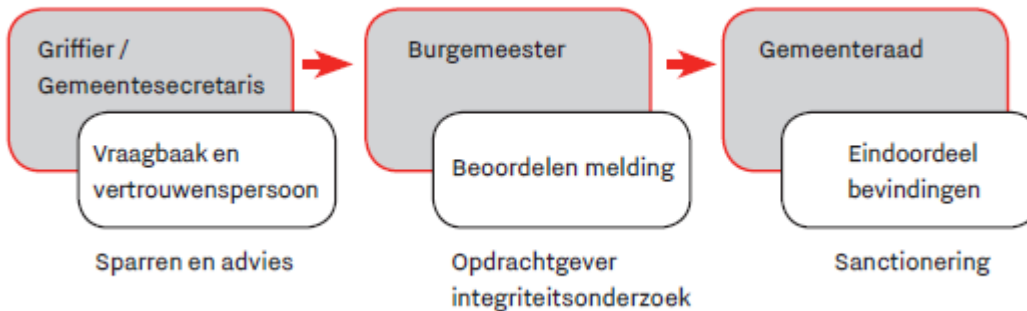 Griffier /
Gemeentesecretaris
Vraagbaak en
vertrouwenspersoon
Sparren en advies
Burgemeester
Beoordelen melding
Opdrachtgever
integriteitsonderzoek
Gemeenteraad
Eindoordeel
bevindingen
Sanctionering